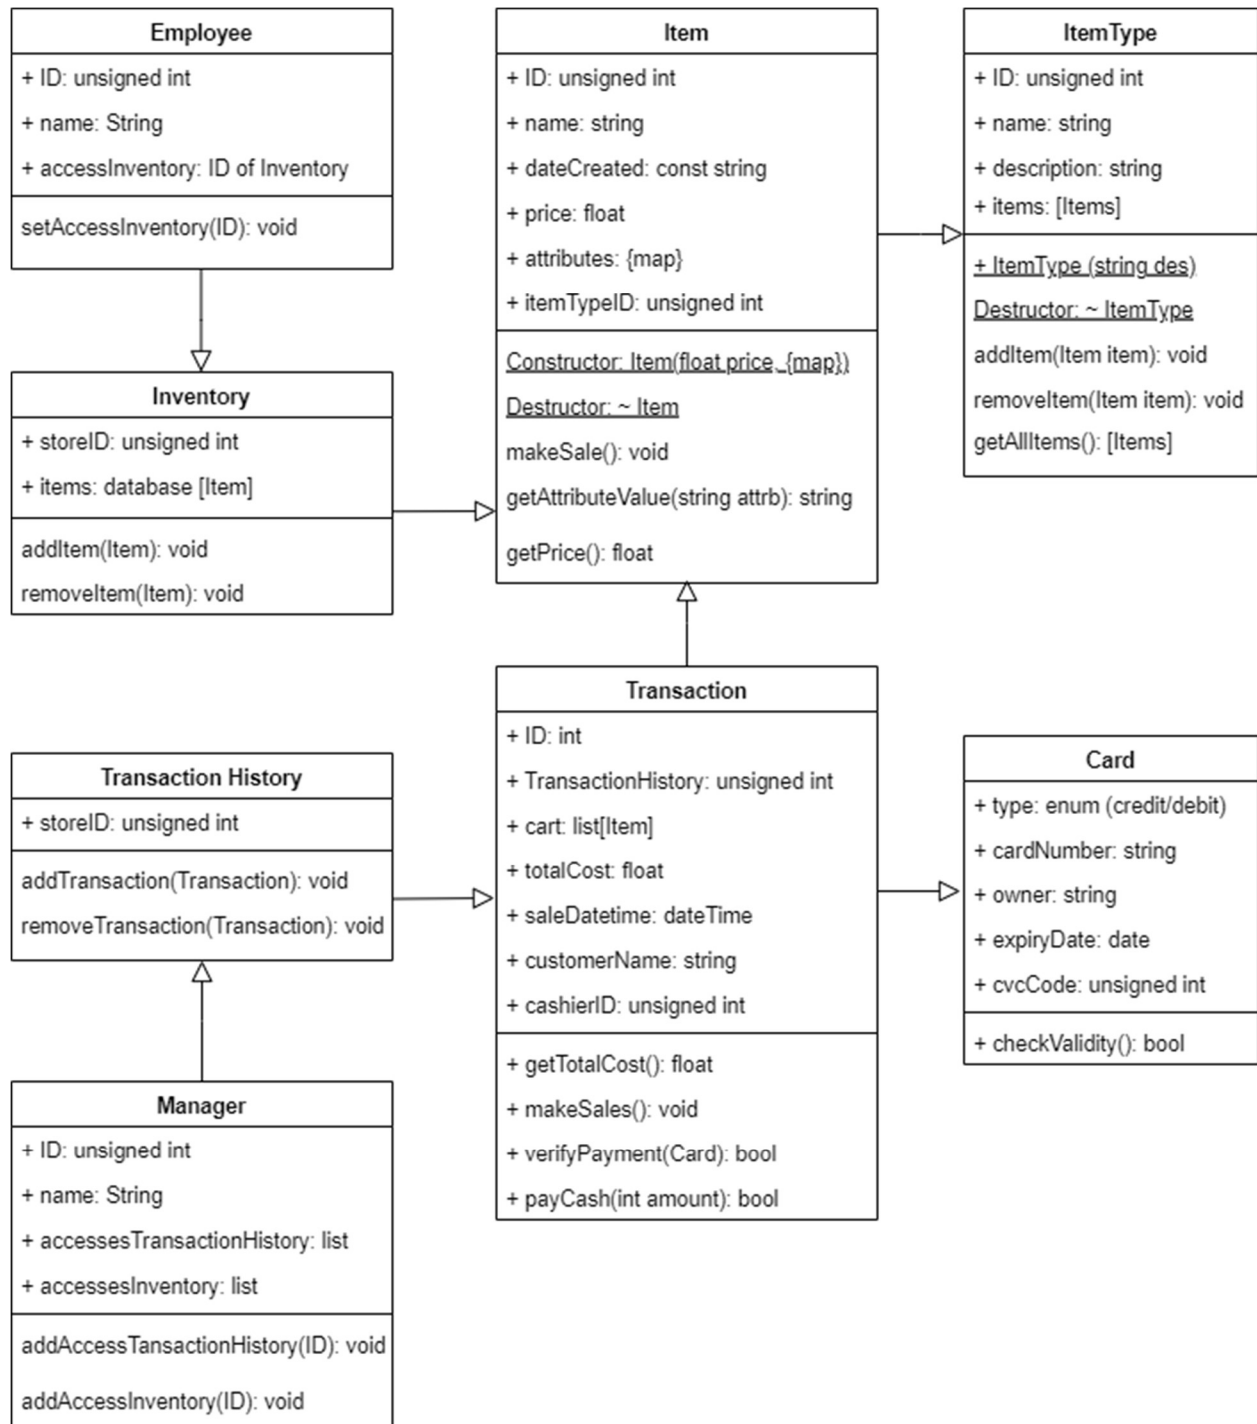 Employee
+ ID: unsigned int
+ name: String
+ accessInventory: ID of Inventory
setAccessInventory(ID): void
Item
+ ID: unsigned int
+ name: string
+ dateCreated: const string
+ price: float
+ attributes: {map}
+ itemTypeID: unsigned int
Constructor: Item(float price, {map})
Destructor: ~ Item
makeSale(): void
getAttributeValue(string attrb): string
getPrice(): float
ItemType
+ ID: unsigned int
+ name: string
+ description: string
+ items: [Items]
+ ItemType (string des)
Destructor: ~ ItemType
addItem(Item item): void
removeItem(Item item): void
getAllItems(): [Items]
Inventory
+ storeID: unsigned int
+ items: database [Item]
addItem(Item): void
removeItem(Item): void
Transaction History
+ storeID: unsigned int
addTransaction(Transaction): void
removeTransaction(Transaction): void
Transaction
+ ID: int
+ TransactionHistory: unsigned int
+ cart: list[Item]
+ totalCost: float
+ saleDatetime: dateTime
+ customerName: string
+ cashierID: unsigned int
+ getTotalCost(): float
+ makeSales(): void
+ verifyPayment(Card): bool
+ payCash(int amount): bool
Card
+ type: enum (credit/debit)
+ cardNumber: string
+ owner: string
+ expiryDate: date
+ cvcCode: unsigned int
+ checkValidity(): bool
Manager
+ ID: unsigned int
+ name: String
+ accessesTransactionHistory: list
+ accessesInventory: list
addAccessTansactionHistory(ID): void
addAccessInventory(ID): void